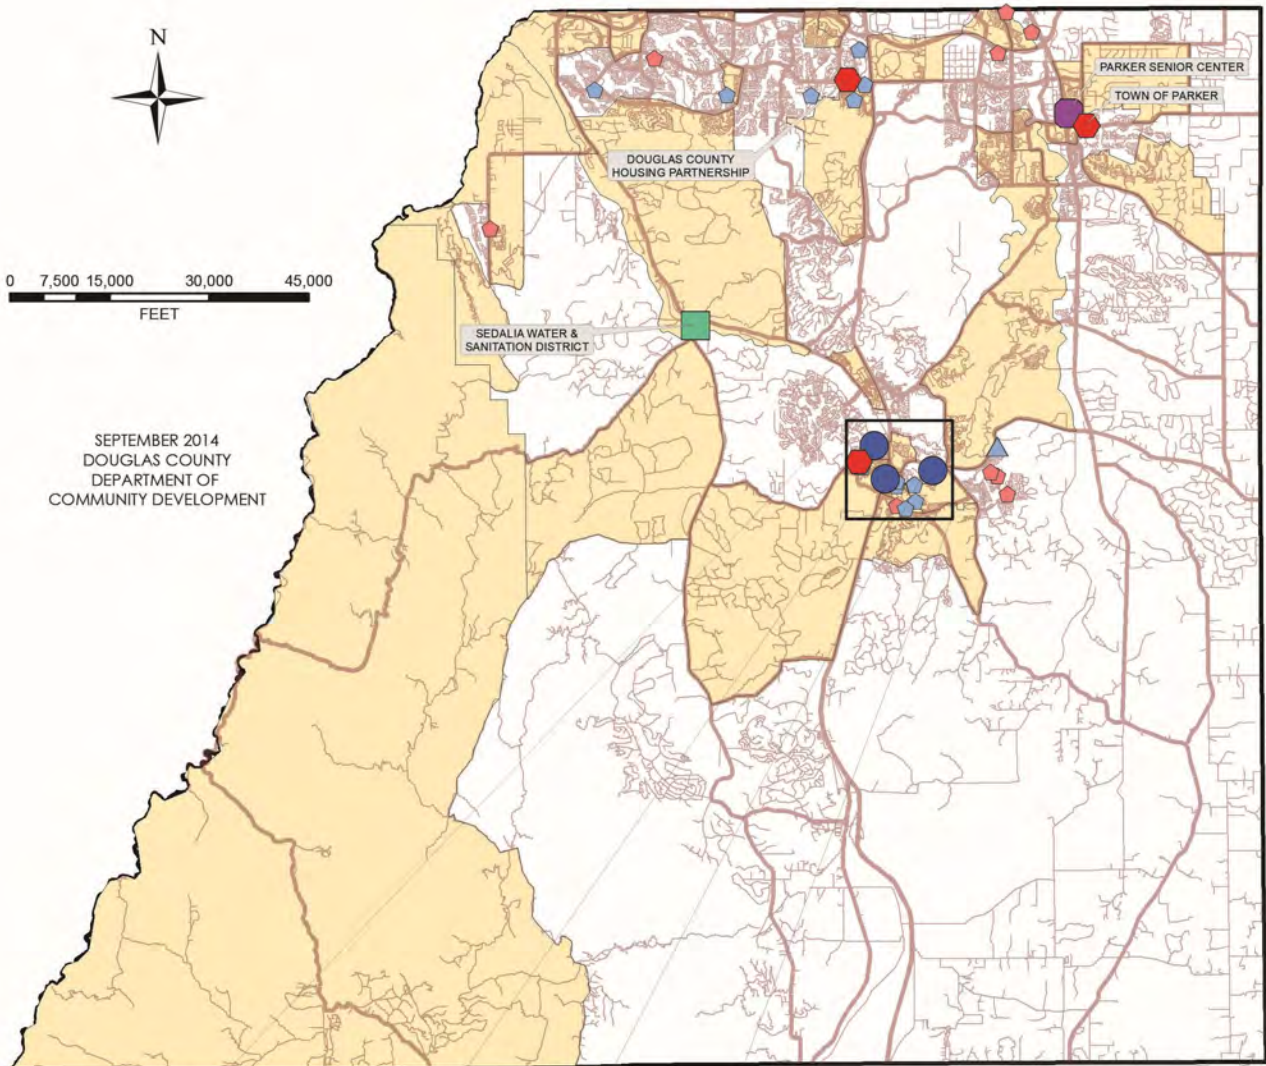 N
PARKER SENIOR CENTER
TOWN OF PARKER
DOUGLAS COUNTY
HOUSING PARTNERSHIP
0 7,500 15,000 30,000 45,000
FEET
SEDALIA WATER &
SANITATION DISTRICT
SEPTEMBER 2014
DOUGLAS COUNTY
DEPARTMENT OF
COMMUNITY DEVELOPMENT